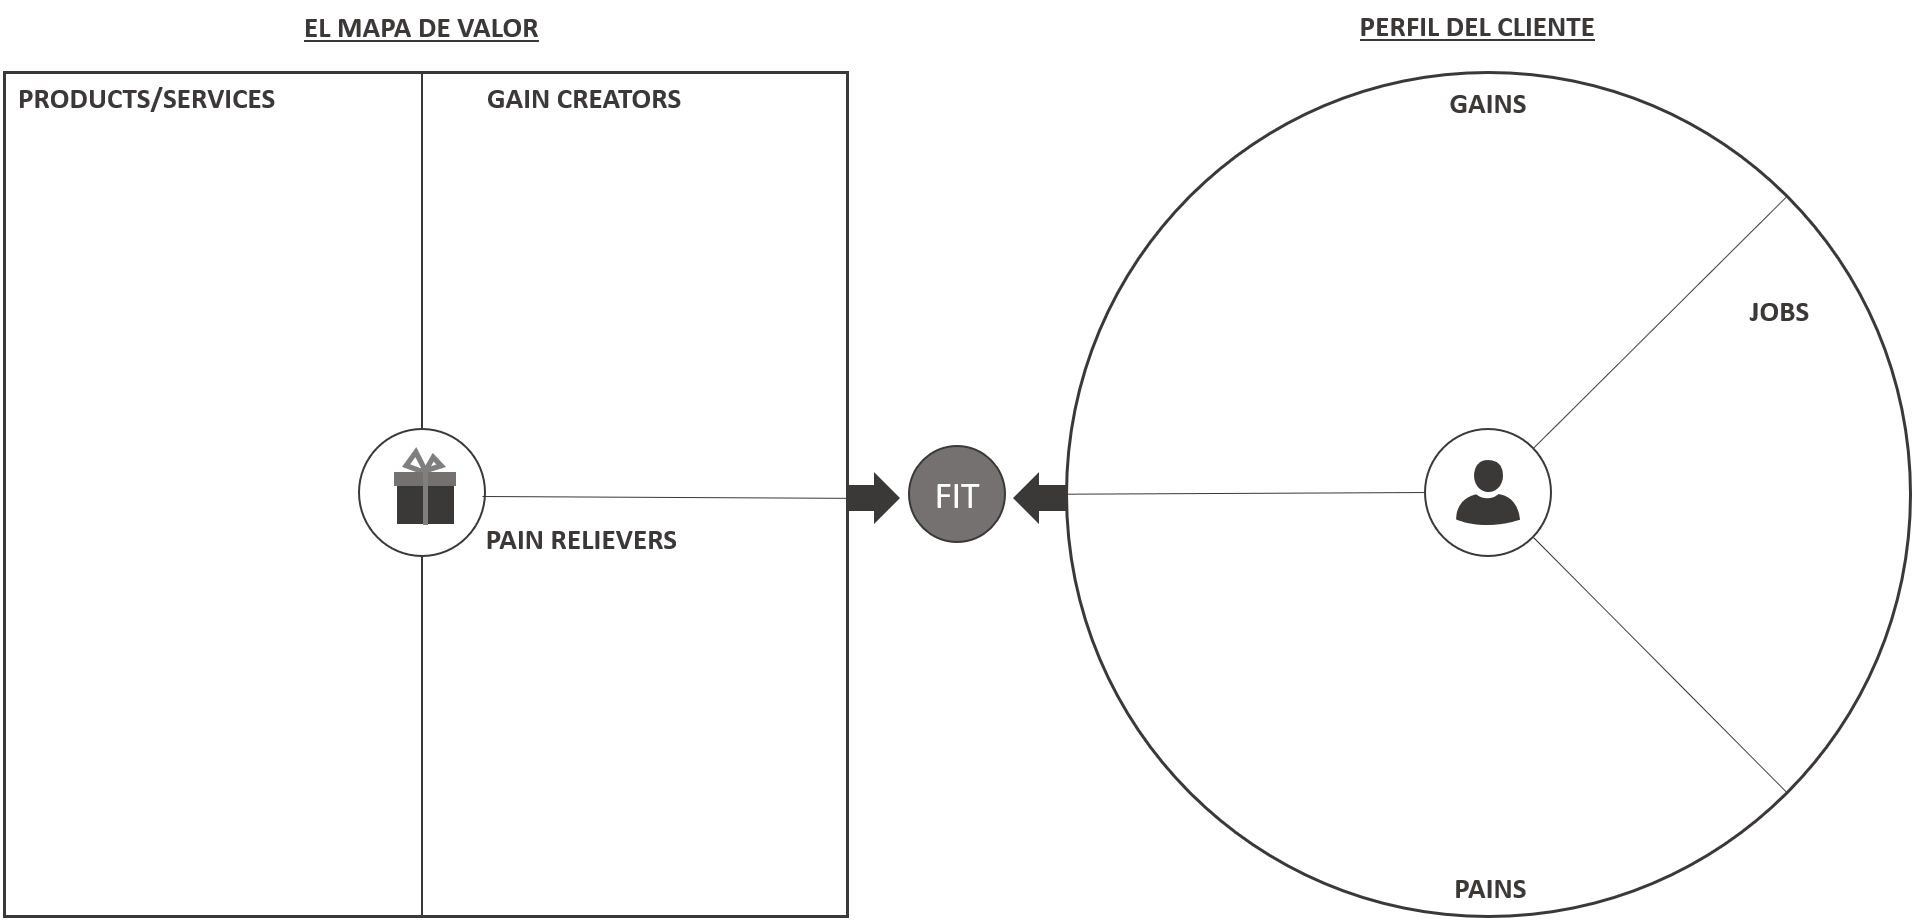 EL MAPA DE VALOR
PERFIL DEL CLIENTE
PRODUCTS/SERVICES
GAIN CREATORS
PAIN RELIEVERS
FIT
GAINS
JOBS
PAINS